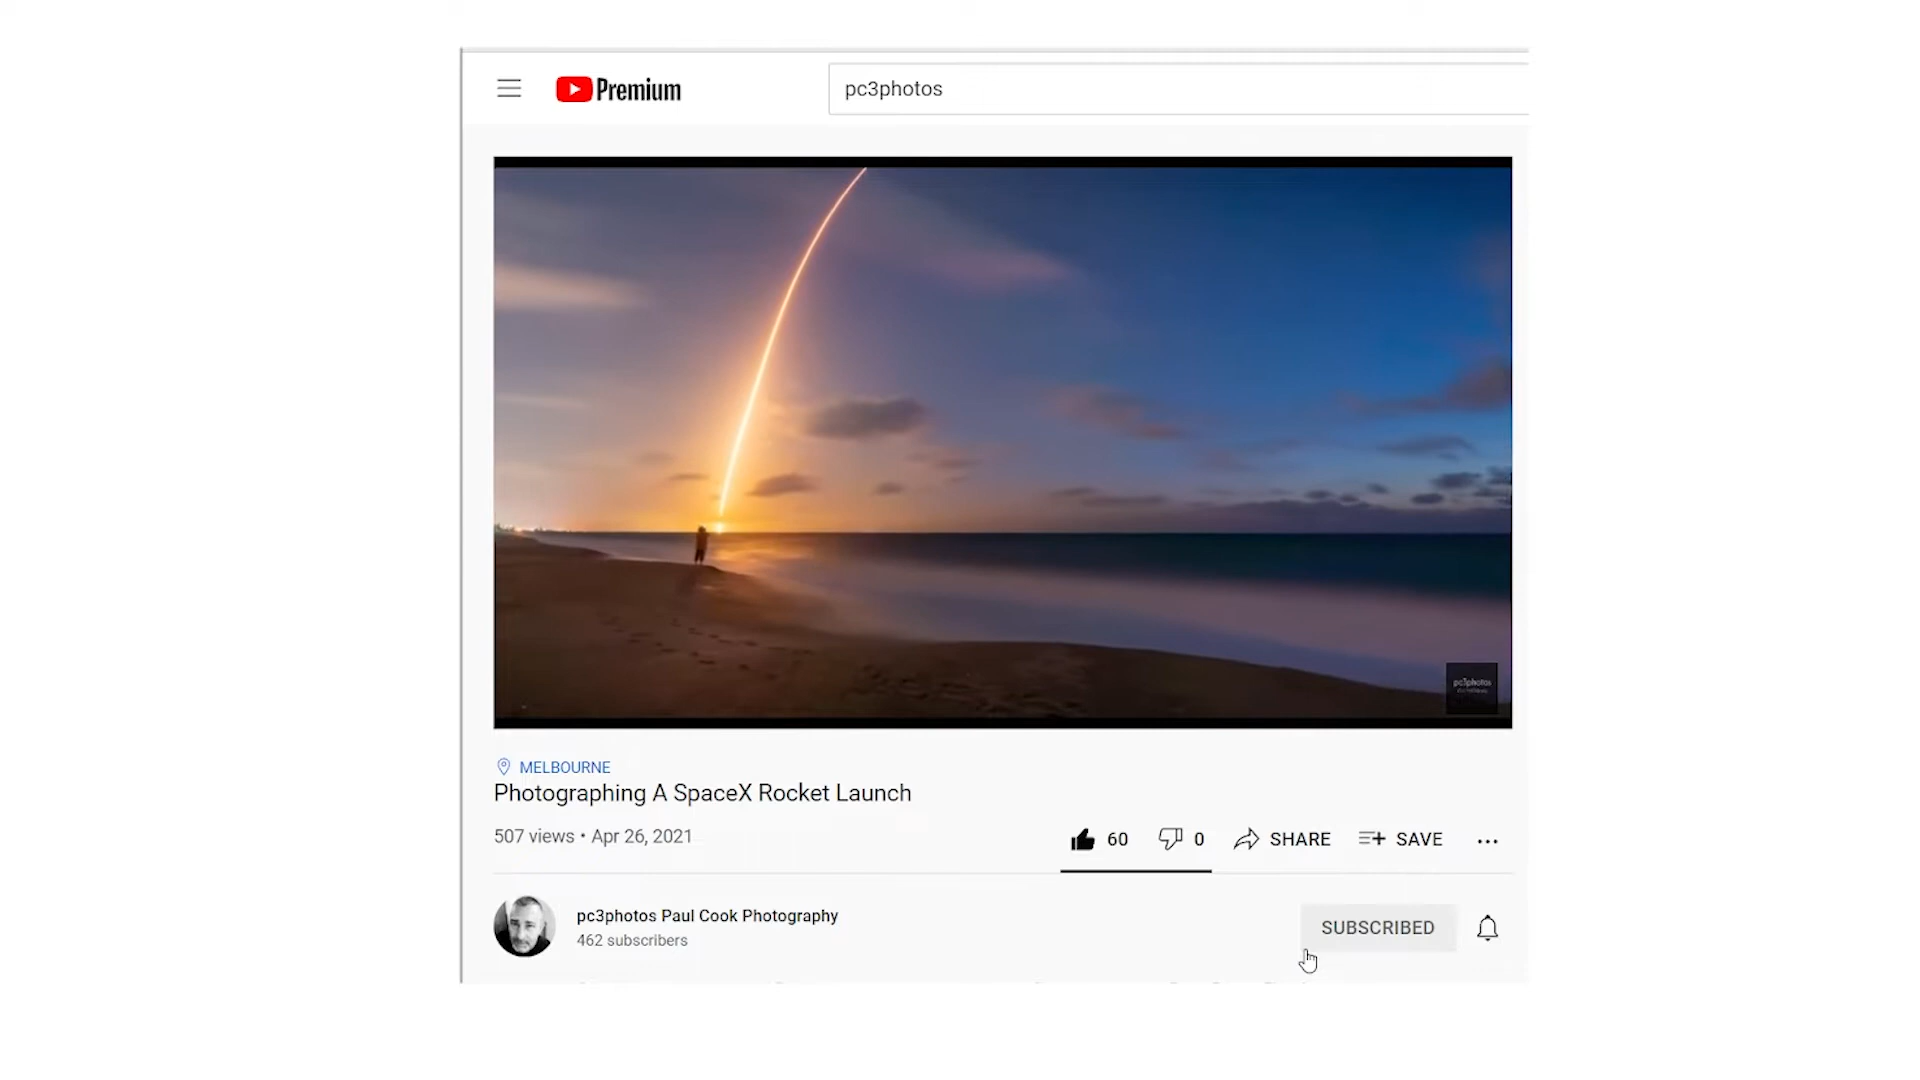 Premium
pc3photos
pc3photos
MELBOURNE
Photographing A SpaceX Rocket Launch
507 views • Apr 26, 2021
60
0
SHARE
SAVE
pc3photos Paul Cook Photography
462 subscribers
SUBSCRIBED